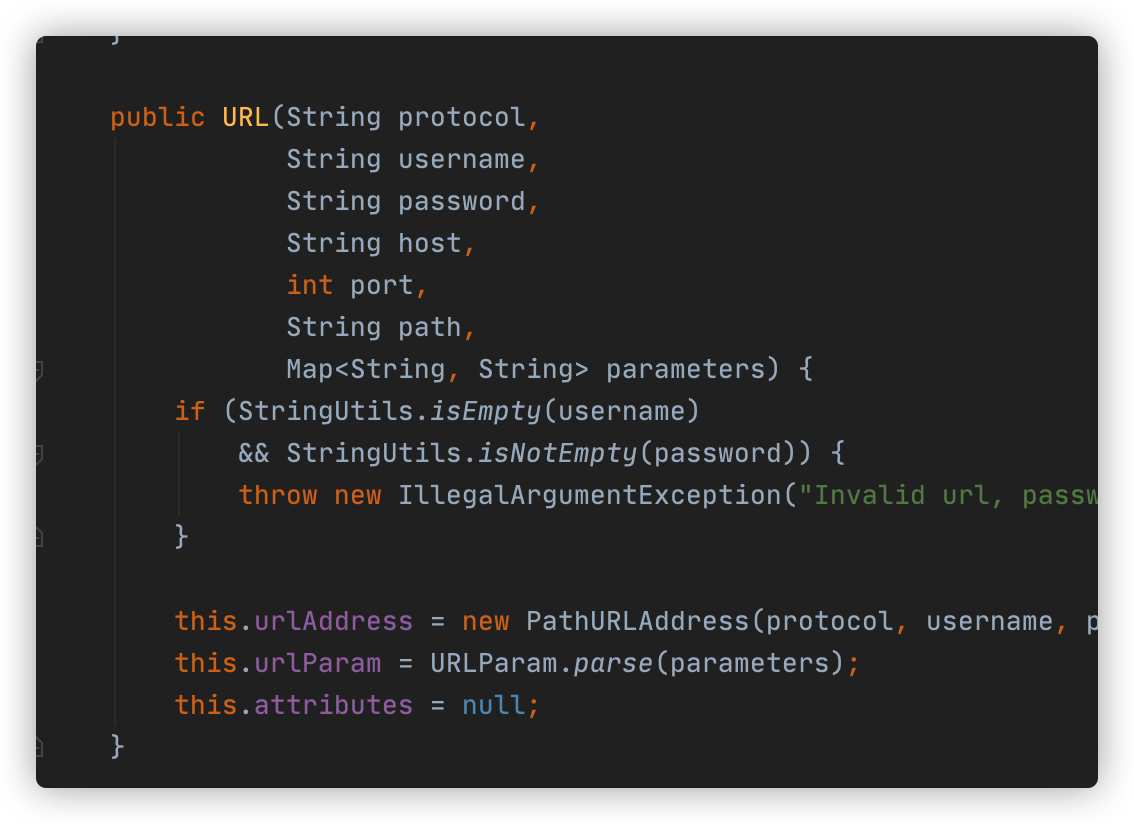 }
public URL(String protocol,
String username,
String password,
String host,
int port,
String path,
Map<String, String> parameters) {
if (StringUtils.isEmpty(username)
&& StringUtils.isNotEmpty(password)) {
throw new IllegalArgumentException("Invalid url, passw
}
this.urlAddress = new PathURLAddress(protocol, username, p
this.urlParam = URLParam.parse(parameters);
this.attributes = null;
}